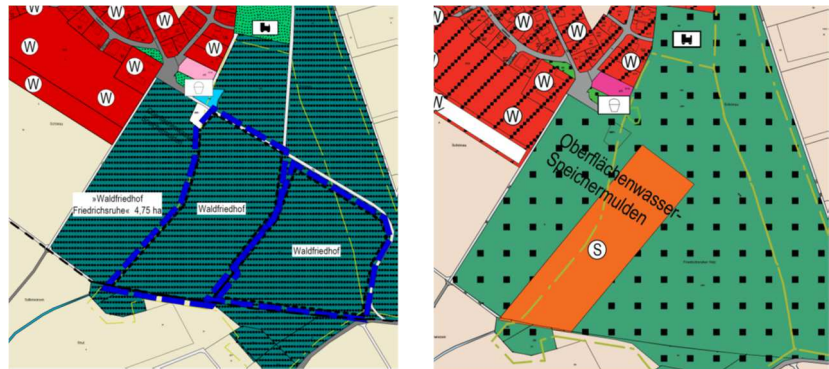 W
W
W
W
W
W
W
»Waldfriedhof
Friedrichsruhe« 4,75 ha
Waldfriedhof
Waldfriedhof
W
W
W
W
W
W
Oberflächenwasser-
Speichermulden
S